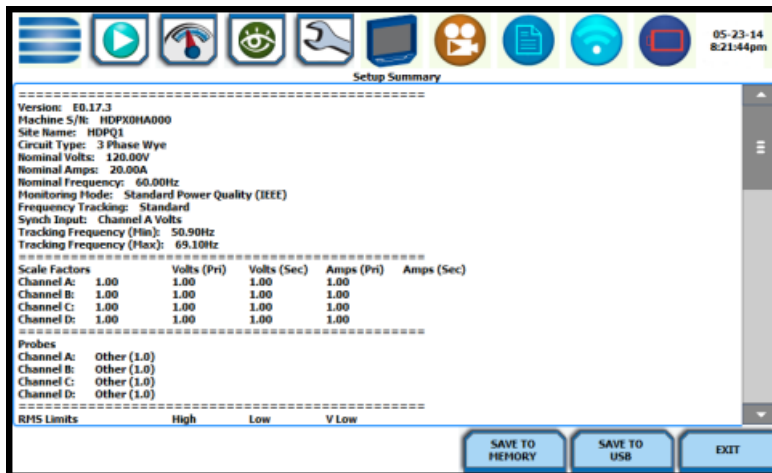 05-23-14
8:21:44pm
Setup Summary
================================================
Version: E0.17.3
Machine S/N: HDPX0HA000
Site Name: HDPQ1
Circuit Type: 3 Phase Wye
Nominal Volts: 120.00V
Nominal Amps: 20.00A
Nominal Frequency: 60.00Hz
Monitoring Mode: Standard Power Quality (IEEE)
Frequency Tracking: Standard
Synch Input: Channel A Volts
Tracking Frequency (Min): 50.90Hz
Tracking Frequency (Max): 69.10Hz
================================================
Scale Factors Volts (Pri) Volts (Sec) Amps (Pri) Amps (Sec)
Channel A: 1.00 1.00 1.00 1.00
Channel B: 1.00 1.00 1.00 1.00
Channel C: 1.00 1.00 1.00 1.00
Channel D: 1.00 1.00 1.00 1.00
================================================
Probes
Channel A: Other (1.0)
Channel B: Other (1.0)
Channel C: Other (1.0)
Channel D: Other (1.0)
================================================
RMS Limits High Low V Low
SAVE TO MEMORY
SAVE TO USB
EXIT